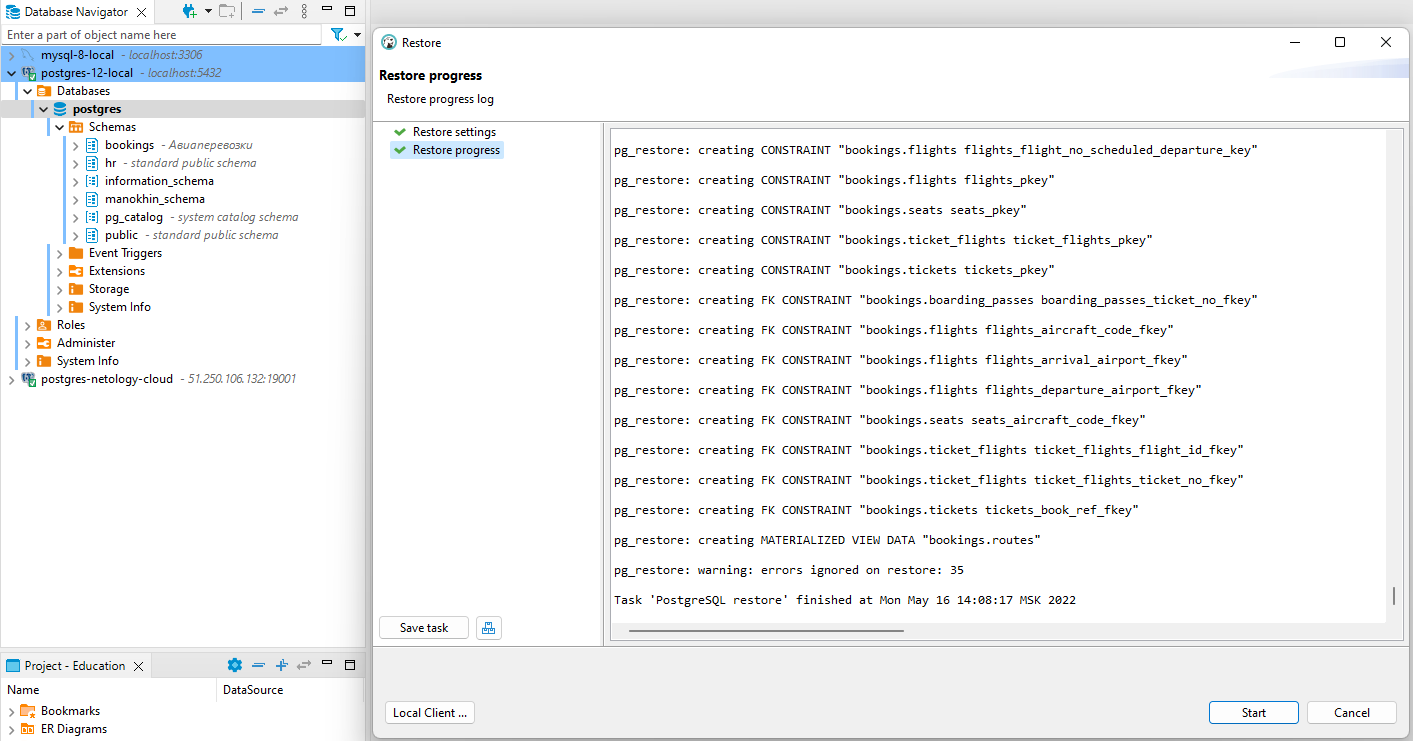 Database Navigator
Enter a part of object name here
mysql-8-local - localhost:3306
postgres-12-local - localhost:5432
Databases
postgres
Schemas
bookings - Авиаперевозки
hr - standard public schema
information_schema
manokhin_schema
pg_catalog - system catalog schema
public - standard public schema
Event Triggers
Extensions
Storage
System Info
Roles
Administer
System Info
postgres-netology-cloud - 51.250.106.132:19001
Project - Education
Name DataSource
Bookmarks
ER Diagrams
Restore
Restore progress
Restore progress log
Restore settings
Restore progress
pg_restore: creating CONSTRAINT "bookings.flights flights_flight_no_scheduled_departure_key"
pg_restore: creating CONSTRAINT "bookings.flights flights_pkey"
pg_restore: creating CONSTRAINT "bookings.seats seats_pkey"
pg_restore: creating CONSTRAINT "bookings.ticket_flights ticket_flights_pkey"
pg_restore: creating CONSTRAINT "bookings.tickets tickets_pkey"
pg_restore: creating FK CONSTRAINT "bookings.boarding_passes boarding_passes_ticket_no_fkey"
pg_restore: creating FK CONSTRAINT "bookings.flights flights_aircraft_code_fkey"
pg_restore: creating FK CONSTRAINT "bookings.flights flights_arrival_airport_fkey"
pg_restore: creating FK CONSTRAINT "bookings.flights flights_departure_airport_fkey"
pg_restore: creating FK CONSTRAINT "bookings.seats seats_aircraft_code_fkey"
pg_restore: creating FK CONSTRAINT "bookings.ticket_flights ticket_flights_flight_id_fkey"
pg_restore: creating FK CONSTRAINT "bookings.ticket_flights ticket_flights_ticket_no_fkey"
pg_restore: creating FK CONSTRAINT "bookings.tickets tickets_book_ref_fkey"
pg_restore: creating MATERIALIZED VIEW DATA "bookings.routes"
pg_restore: warning: errors ignored on restore: 35
Task 'PostgreSQL restore' finished at Mon May 16 14:08:17 MSK 2022
Save task
Local Client ...
Start
Cancel